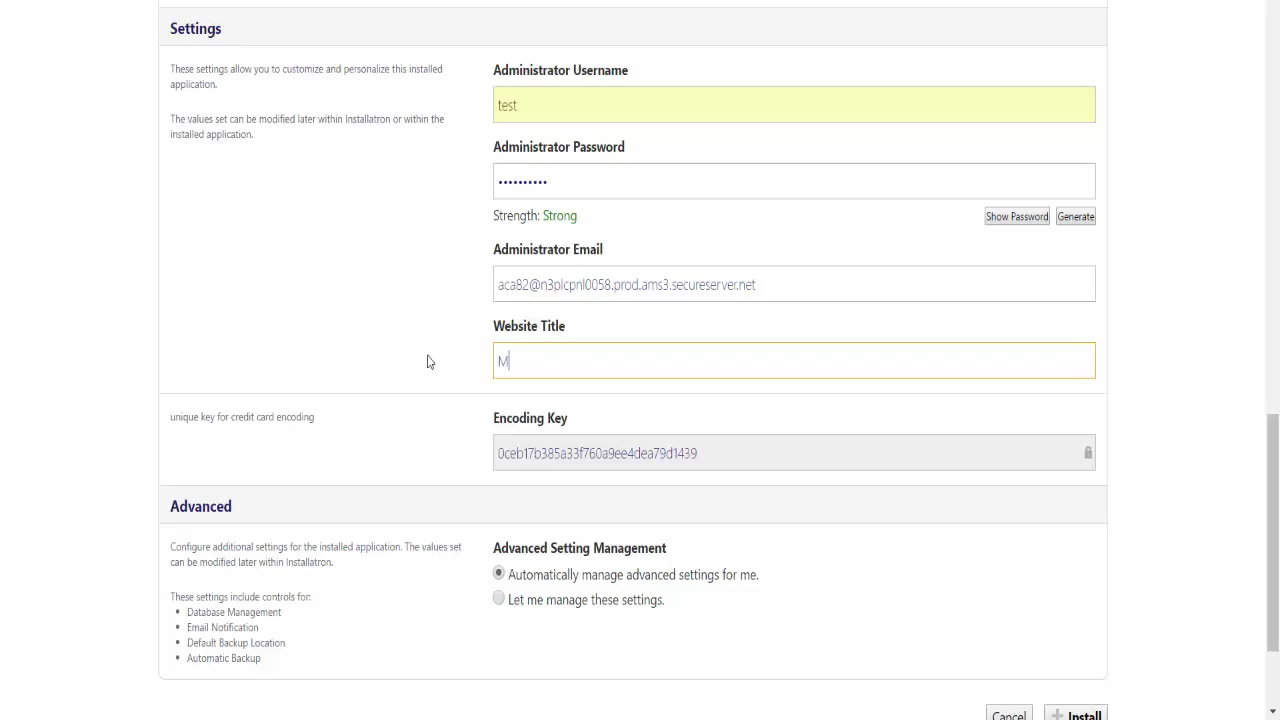 Settings
These settings allow you to customize and personalize this installed
application.
The values set can be modified later within Installatron or within the
installed application.
Administrator Username
test
Administrator Password
••••••••••
Strength: Strong
Show Password
Generate
Administrator Email
aca82@n3plcpnl0058.prod.ams3.secureserver.net
Website Title
M
unique key for credit card encoding
Encoding Key
0ceb17b385a33f760a9ee4dea79d1439
Advanced
Configure additional settings for the installed application. The values set
can be modified later within Installatron.
These settings include controls for:
• Database Management
• Email Notification
• Default Backup Location
• Automatic Backup
Advanced Setting Management
Automatically manage advanced settings for me.
Let me manage these settings.
Cancel
Install